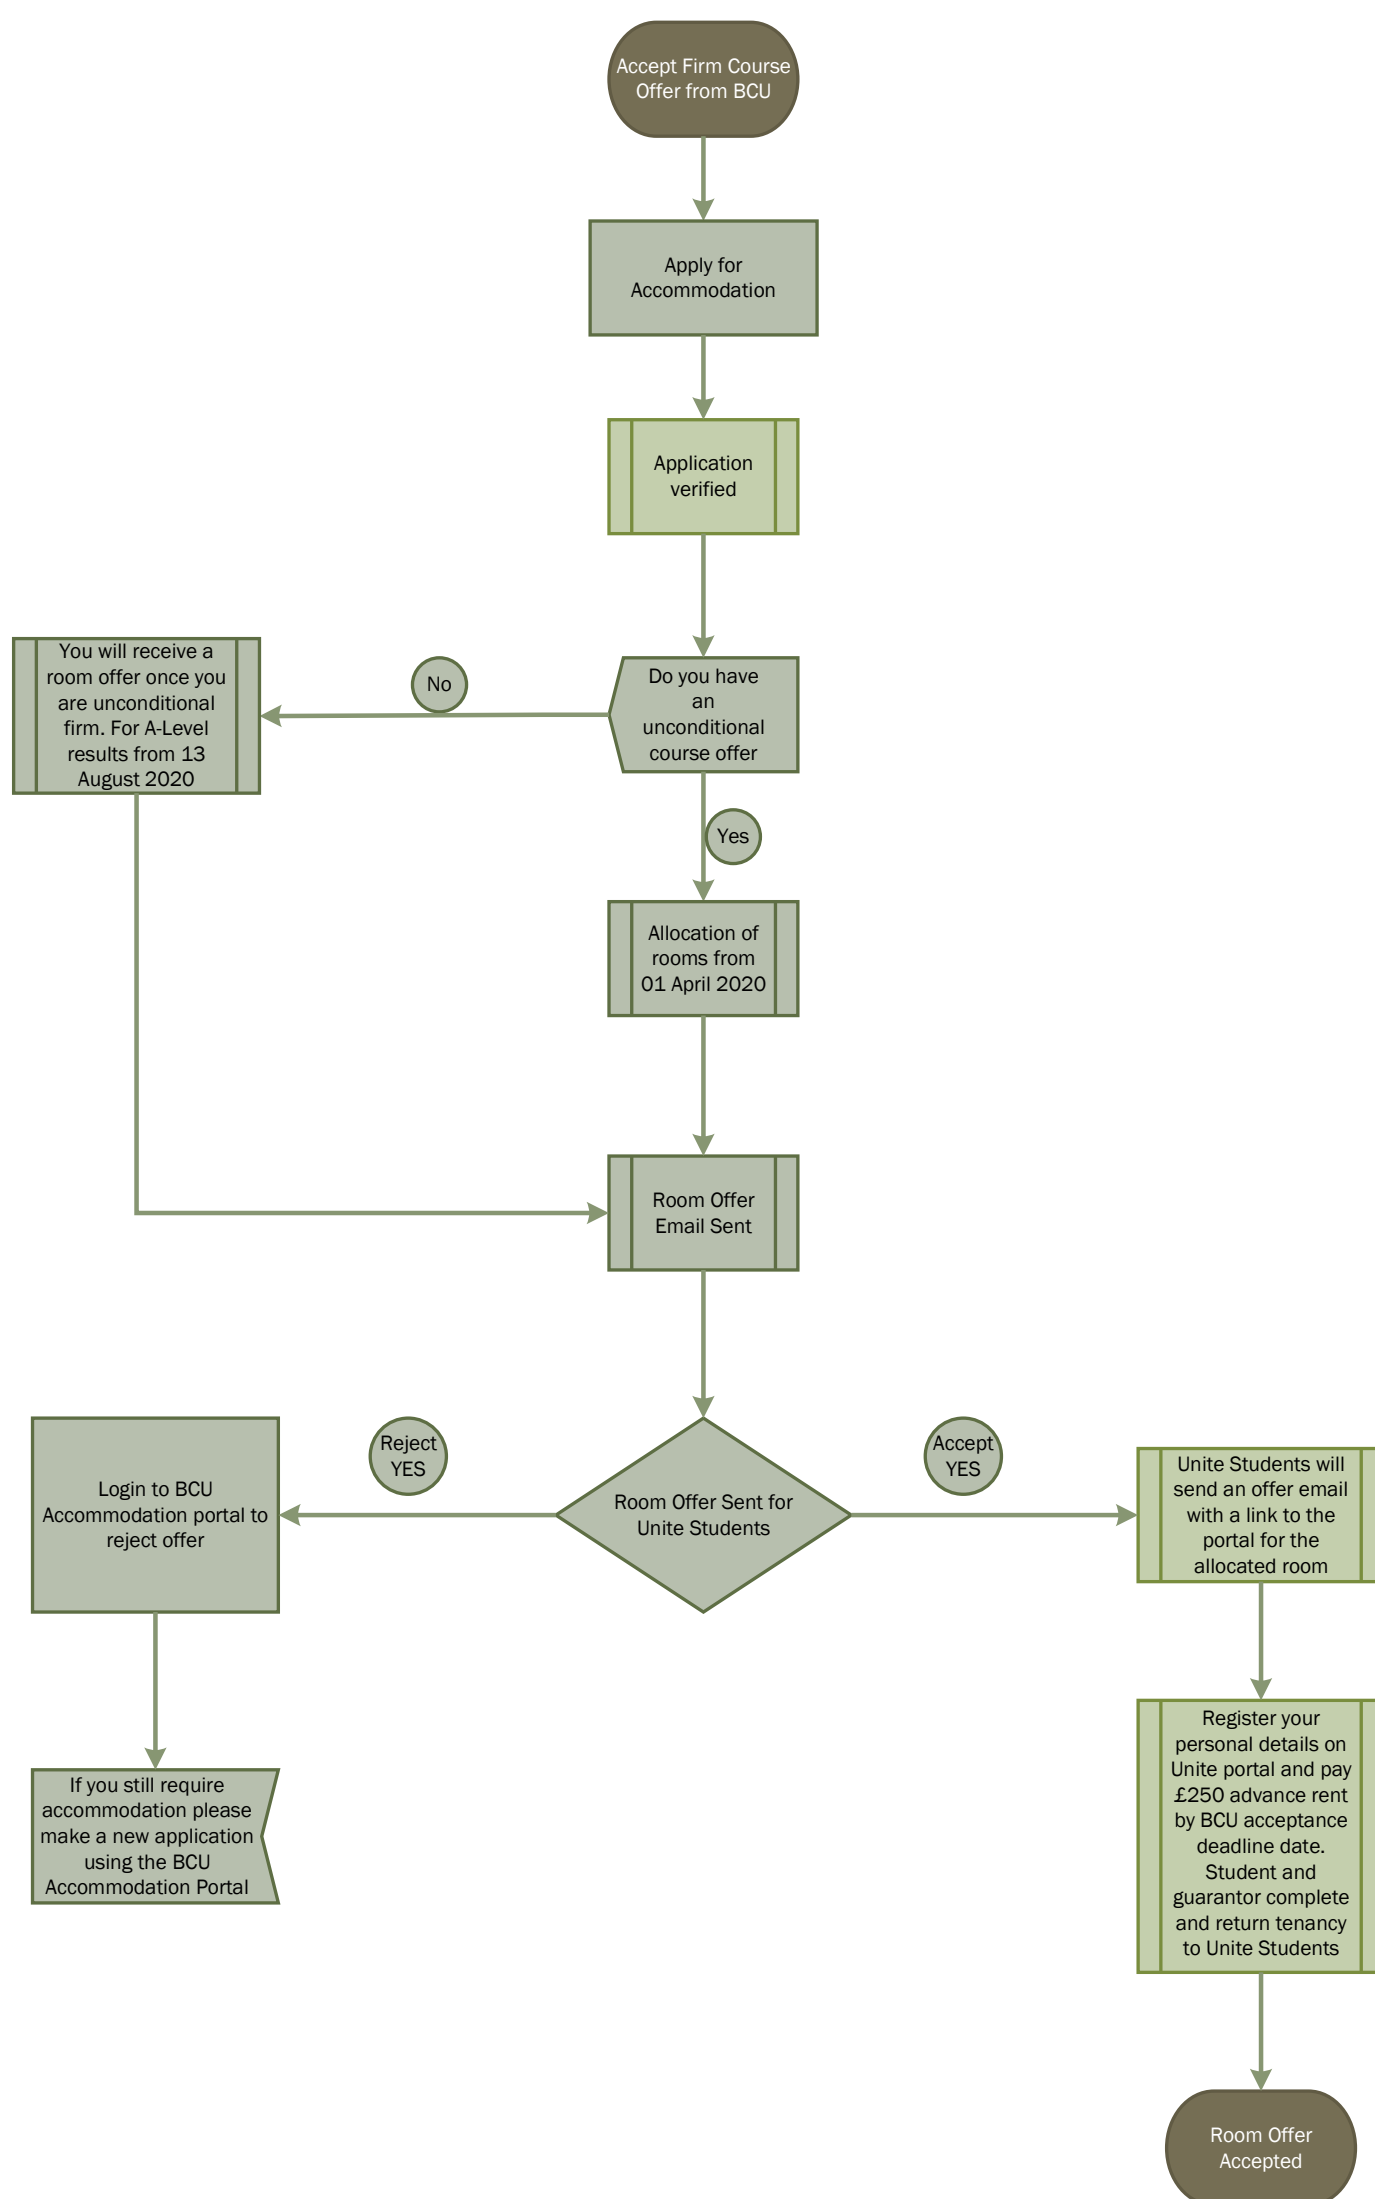 Accept Firm Course
Offer from BCU
Apply for
Accommodation
Application
verified
You will receive a
room offer once you
are unconditional
firm. For A-Level
results from 13
August 2020
No
Do you have
an
unconditional
course offer
Yes
Allocation of
rooms from
01 April 2020
Room Offer
Email Sent
Login to BCU
Accommodation portal to
reject offer
Reject
YES
Room Offer Sent for
Unite Students
Accept
YES
Unite Students will
send an offer email
with a link to the
portal for the
allocated room
If you still require
accommodation please
make a new application
using the BCU
Accommodation Portal
Register your
personal details on
Unite portal and pay
£250 advance rent
by BCU acceptance
deadline date.
Student and
guarantor complete
and return tenancy
to Unite Students
Room Offer
Accepted